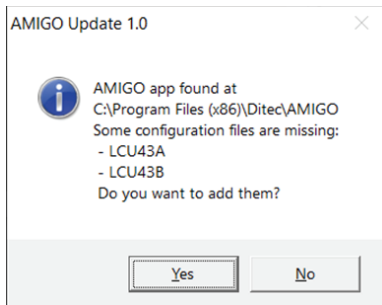 AMIGO Update 1.0
AMIGO app found at
C:\Program Files (x86)\Ditec\AMIGO
Some configuration files are missing:
- LCU43A
- LCU43B
Do you want to add them?
Yes
No